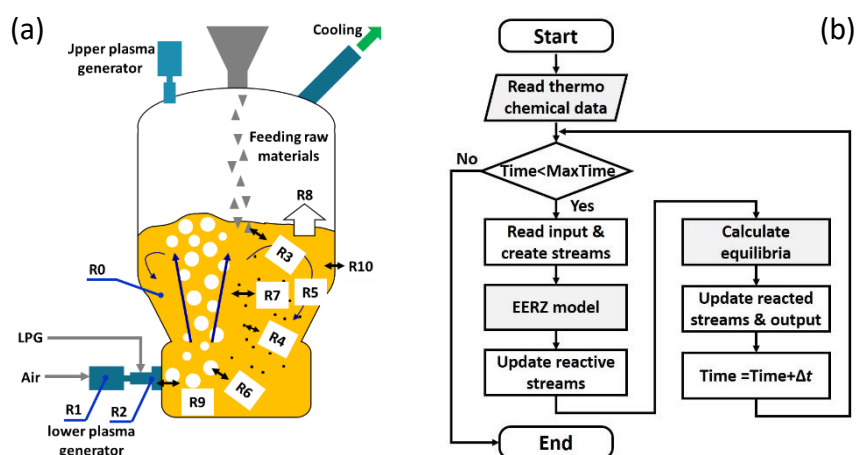 (a)
Jpper plasma
generator
Cooling
Feeding raw
materials
R8
R3
R10
R0
R7
R5
R4
LPG
Air
R1
R2
R9
R6
lower plasma
generator
(b)
Start
Read thermo
chemical data
No
Time<MaxTime
Yes
Read input &
create streams
EERZ model
Update reactive
streams
End
Calculate
equilibria
Update reacted
streams & output
Time =Time+Δt